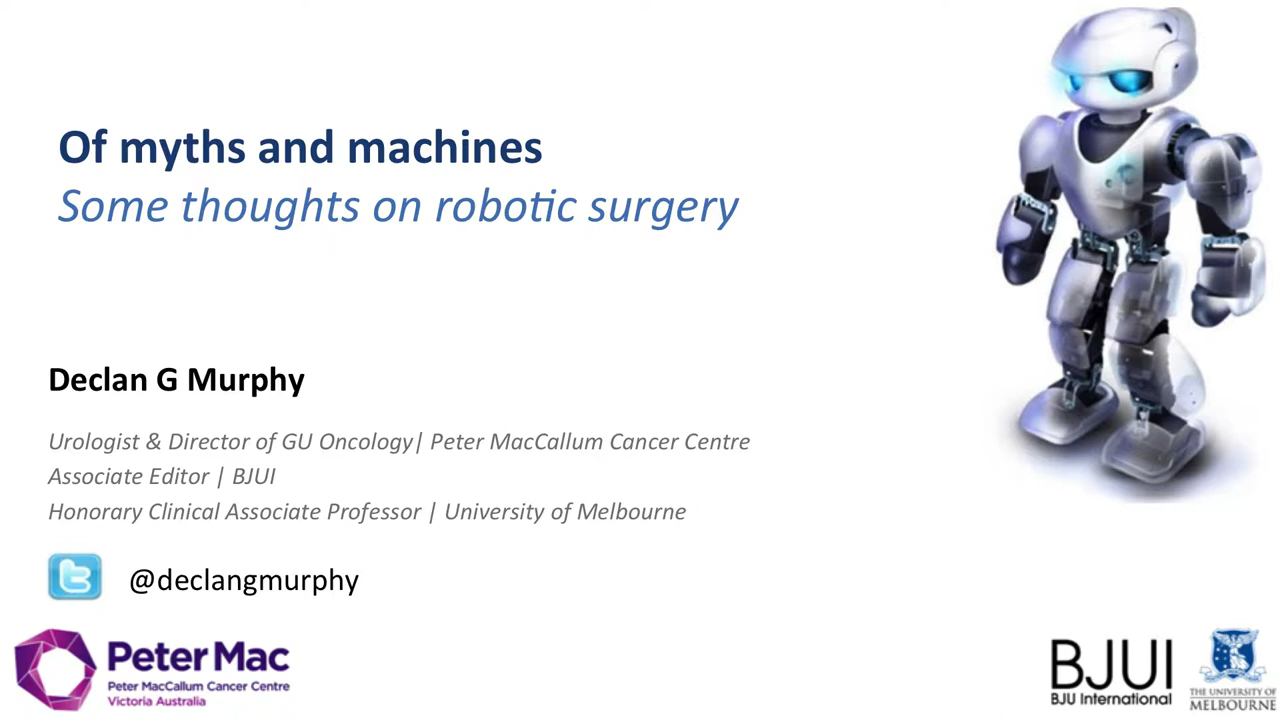 Of myths and machines
Some thoughts on robotic surgery
Declan G Murphy
Urologist & Director of GU Oncology| Peter MacCallum Cancer Centre
Associate Editor | BJUI
Honorary Clinical Associate Professor | University of Melbourne
@declangmurphy
Peter Mac
Peter MacCallum Cancer Centre
Victoria Australia
BJUI
BJU International
THE UNIVERSITY OF
MELBOURNE